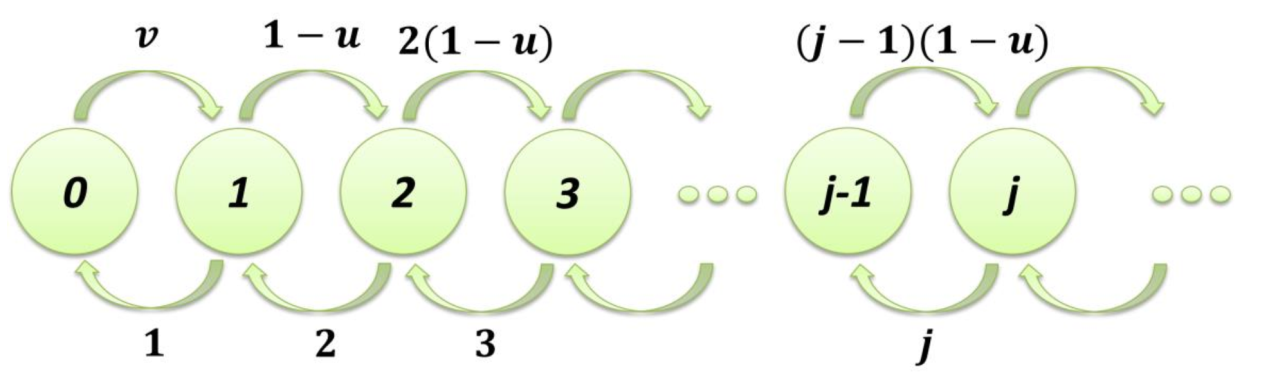 v 1 − u 2(1 − u) (j − 1)(1 − u)
0 1 2 3 j-1 j
1 2 3 j